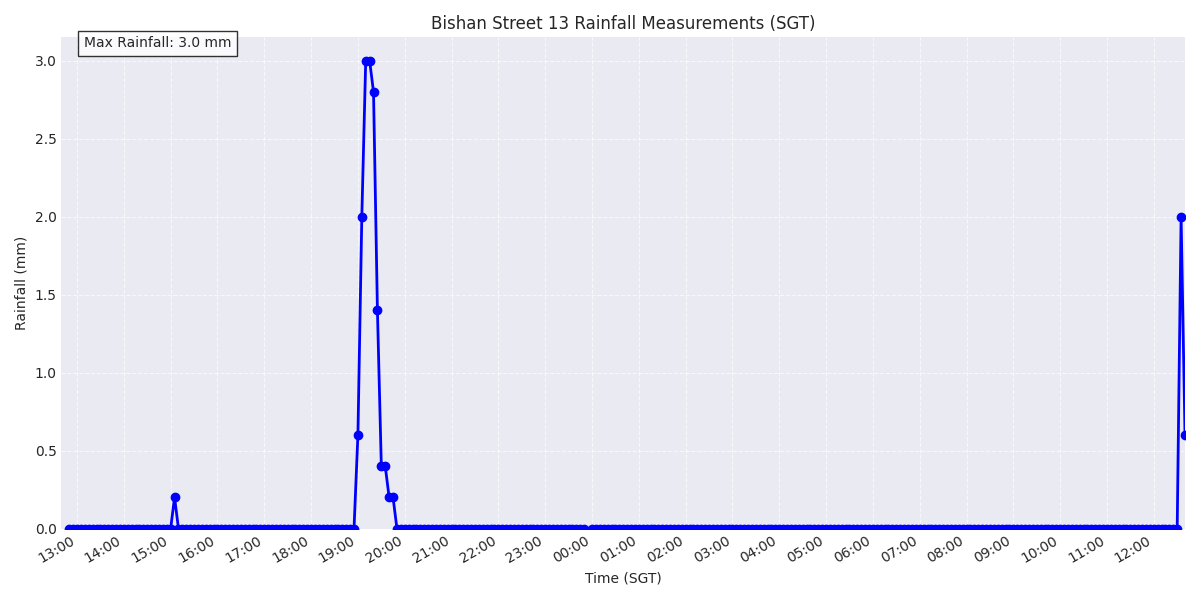 Bishan Street 13 Rainfall Measurements (SGT)
Max Rainfall: 3.0 mm
Rainfall (mm)
3.0
2.5
2.0
1.5
1.0
0.5
0.0
13:00 14:00 15:00 16:00 17:00 18:00 19:00 20:00 21:00 22:00 23:00 00:00 01:00 02:00 03:00 04:00 05:00 06:00 07:00 08:00 09:00 10:00 11:00 12:00
Time (SGT)